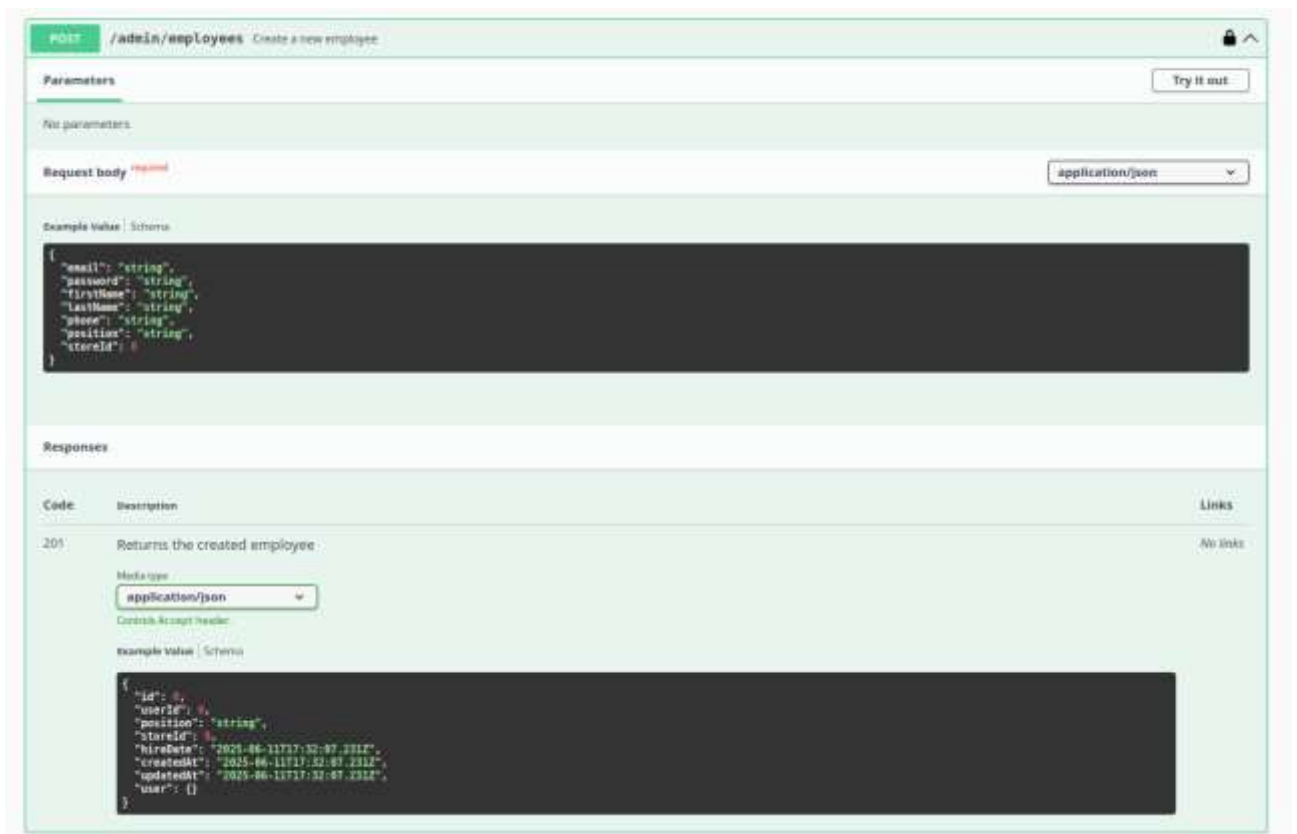 POST /admin/employees Create a new employee
Parameters
Try it out
No parameters
Request body required
application/json
Example Value | Schema
{
"email": "string",
"password": "string",
"firstName": "string",
"lastName": "string",
"phone": "string",
"position": "string",
"storeId": 0
}
Responses
Code Description Links
201 Returns the created employee No links
Media type
application/json
Controls Accept header.
Example Value | Schema
{
"id": 0,
"userId": 0,
"position": "string",
"storeId": 0,
"hireDate": "2025-06-11T17:32:07.231Z",
"createdAt": "2025-06-11T17:32:07.231Z",
"updatedAt": "2025-06-11T17:32:07.231Z",
"user": {}
}